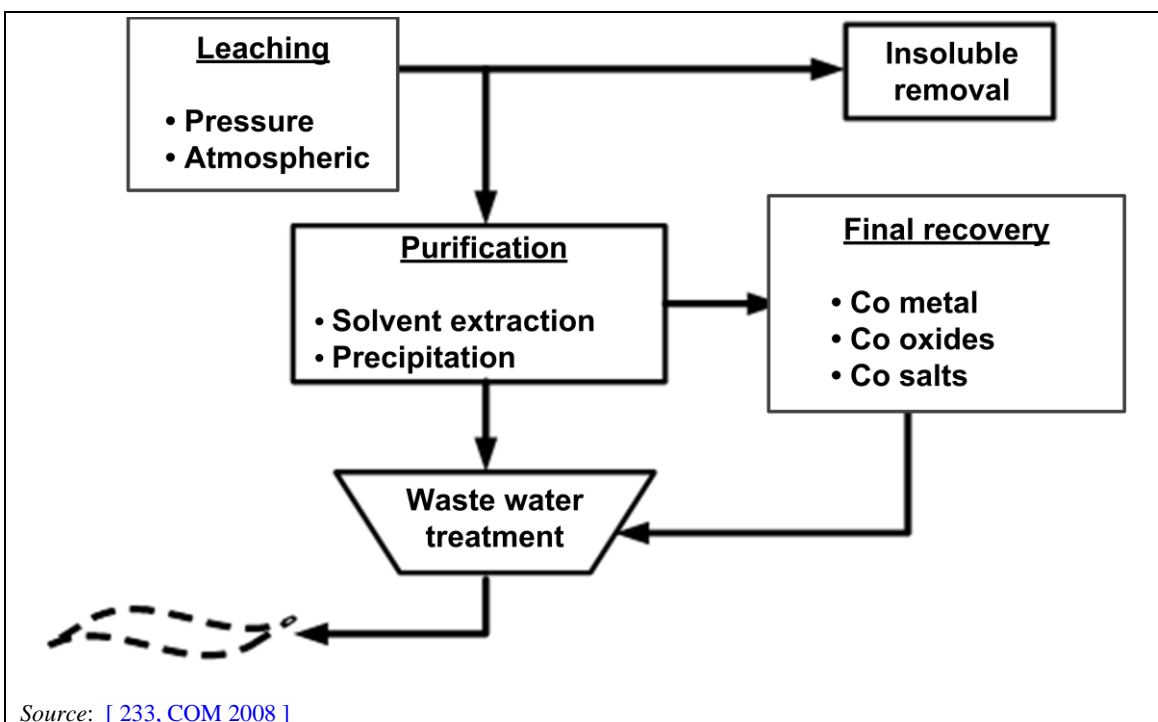 Leaching
• Pressure
• Atmospheric
Insoluble
removal
Purification
• Solvent extraction
• Precipitation
Final recovery
• Co metal
• Co oxides
• Co salts
Waste water
treatment
Source: [ 233, COM 2008 ]